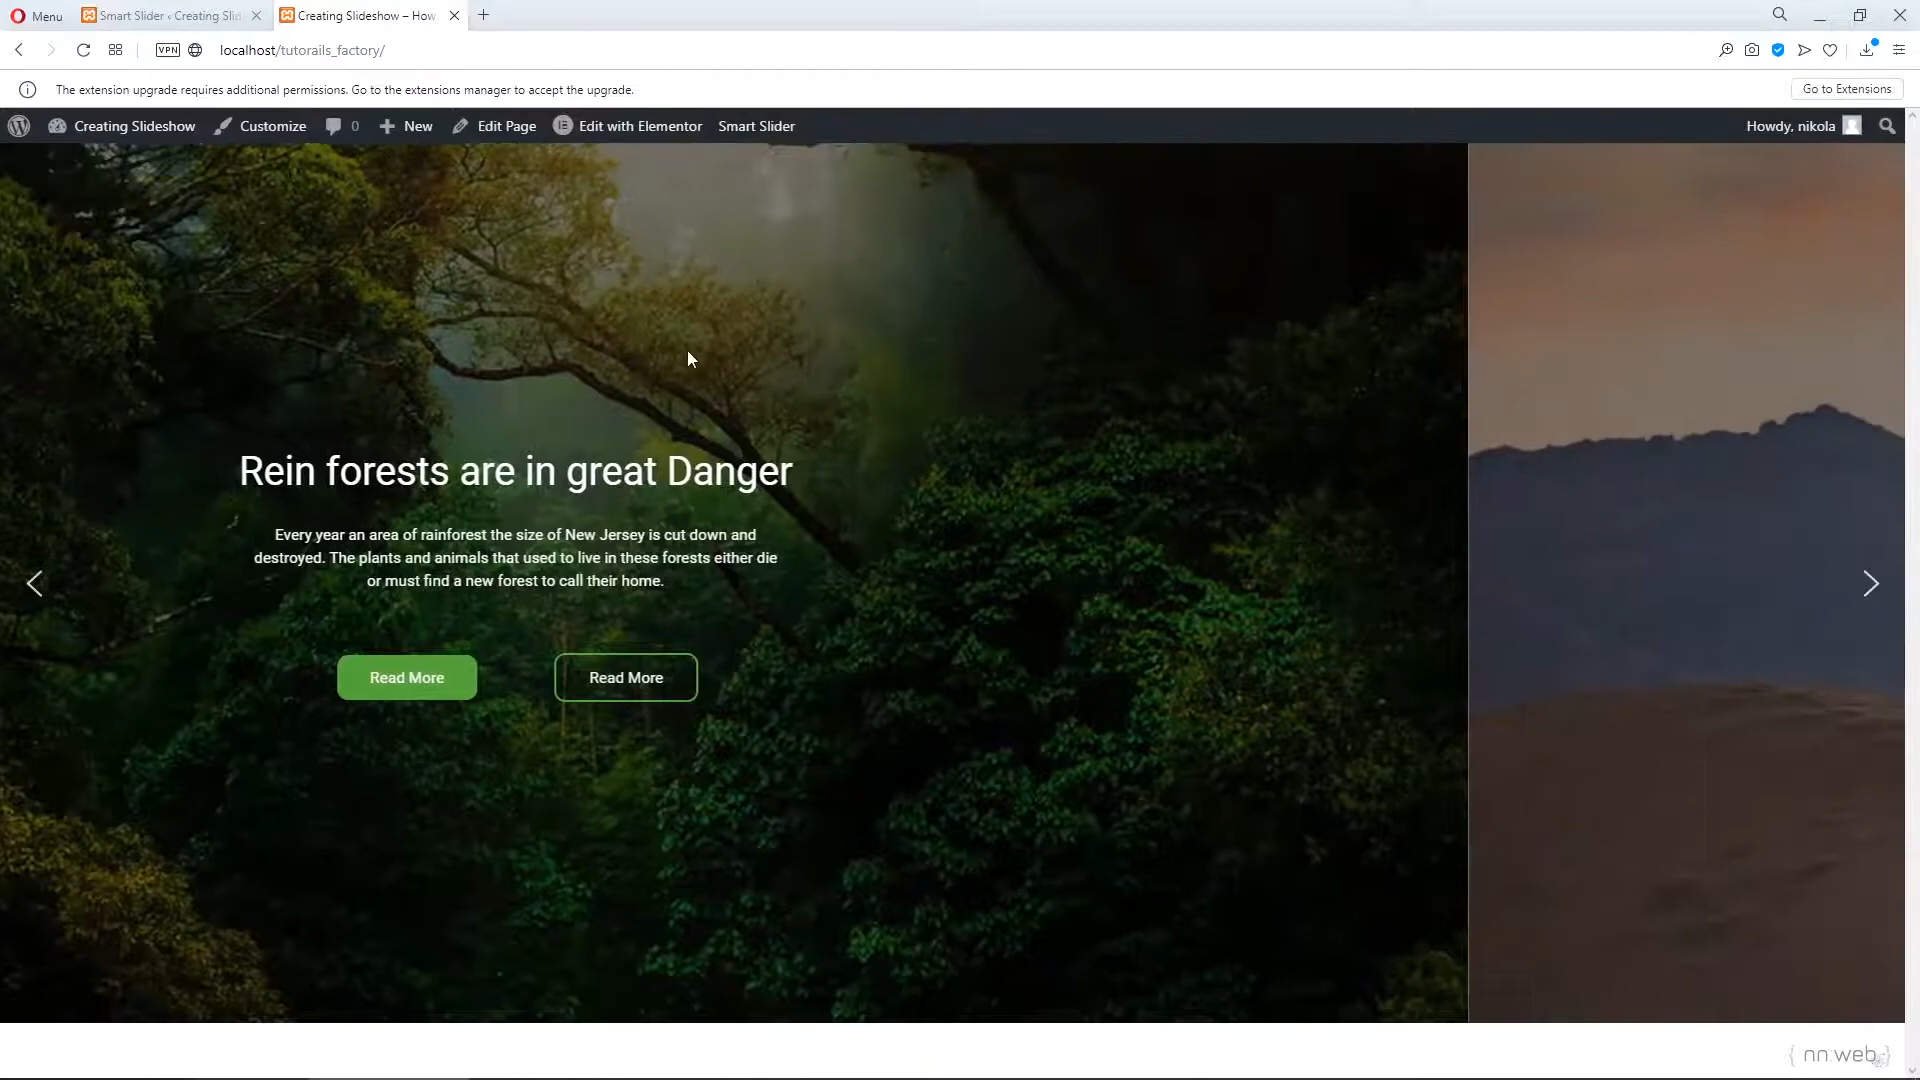 Menu
Smart Slider ‹ Creating Slid
Creating Slideshow – How
VPN
localhost/tutorails_factory/
The extension upgrade requires additional permissions. Go to the extensions manager to accept the upgrade.
Go to Extensions
Creating Slideshow
Customize
0
New
Edit Page
Edit with Elementor
Smart Slider
Howdy, nikola
Rein forests are in great Danger
Every year an area of rainforest the size of New Jersey is cut down and
destroyed. The plants and animals that used to live in these forests either die
or must find a new forest to call their home.
Read More
Read More
{ nn:web;}